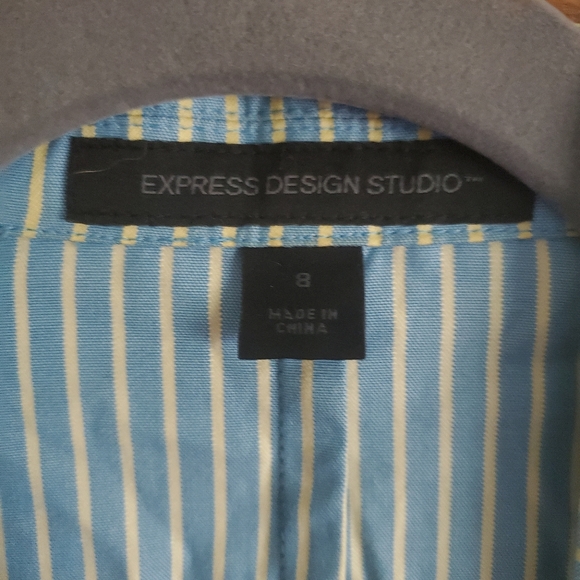 EXPRESS DESIGN STUDIO™
8
MADE IN
CHINA